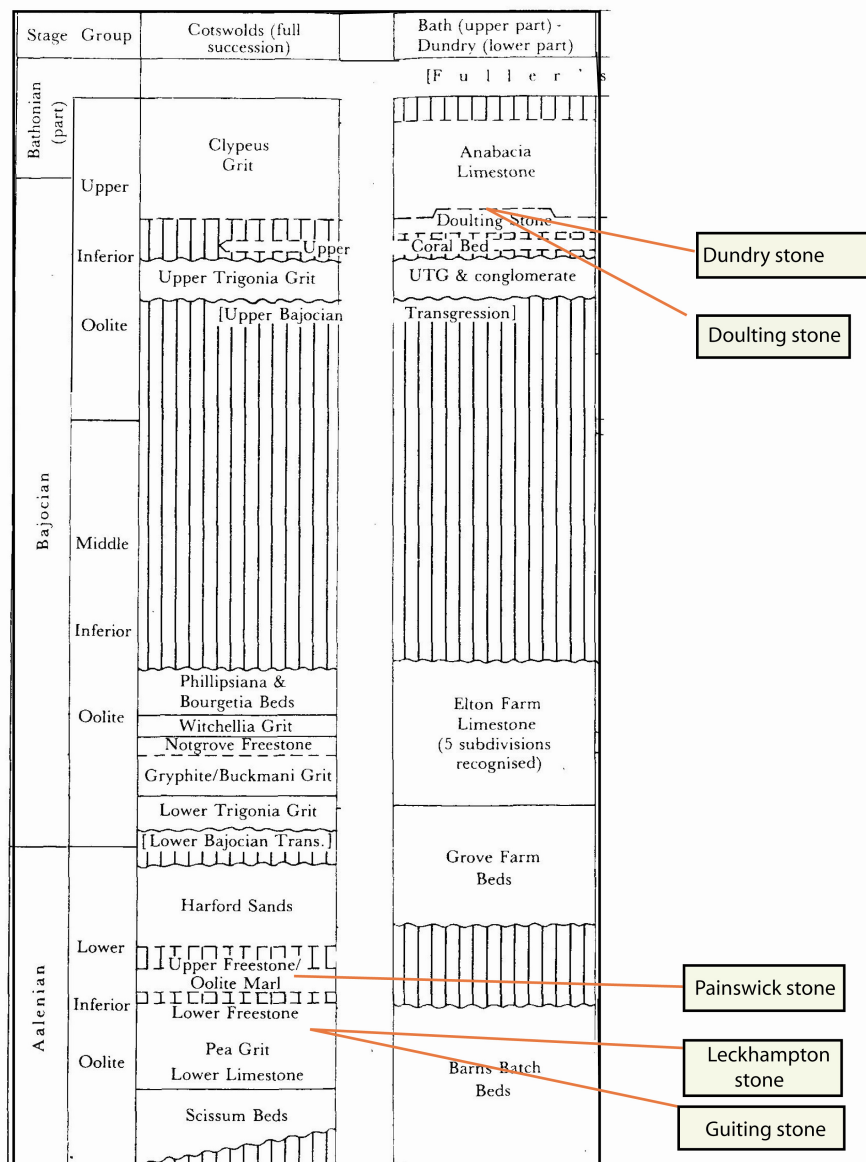 Stage Group
Cotswolds (full
succession)
Bath (upper part) -
Dundry (lower part)
[F u l l e r ' s
Bathonian
(part)
Bajocian
Aalenian
Upper
Inferior
Oolite
Middle
Inferior
Oolite
Lower
Inferior
Oolite
Clypeus
Grit
Upper
Upper Trigonia Grit
[Upper Bajocian
Phillipsiana &
Bourgetia Beds
Witchellia Grit
Notgrove Freestone
Gryphite/Buckmani Grit
Lower Trigonia Grit
[Lower Bajocian Trans.]
Harford Sands
Upper Freestone/
Oolite Marl
Lower Freestone
Pea Grit
Lower Limestone
Scissum Beds
Anabacia
Limestone
Doulting Stone
Coral Bed
UTG & conglomerate
Transgression]
Elton Farm
Limestone
(5 subdivisions
recognised)
Grove Farm
Beds
Barns Batch
Beds
Dundry stone
Doulting stone
Painswick stone
Leckhampton
stone
Guiting stone